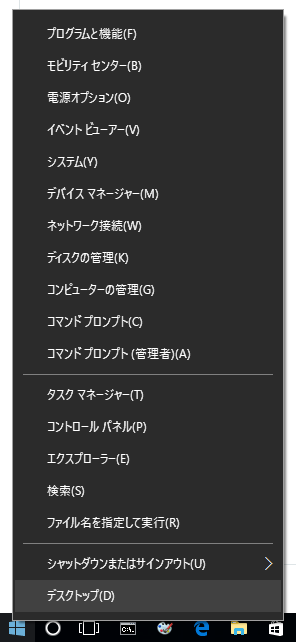 プログラムと機能(F)
モビリティ センター(B)
電源オプション(O)
イベント ビューアー(V)
システム(Y)
デバイス マネージャー(M)
ネットワーク接続(W)
ディスクの管理(K)
コンピューターの管理(G)
コマンド プロンプト(C)
コマンド プロンプト (管理者)(A)
タスク マネージャー(T)
コントロール パネル(P)
エクスプローラー(E)
検索(S)
ファイル名を指定して実行(R)
シャットダウンまたはサインアウト(U)
デスクトップ(D)